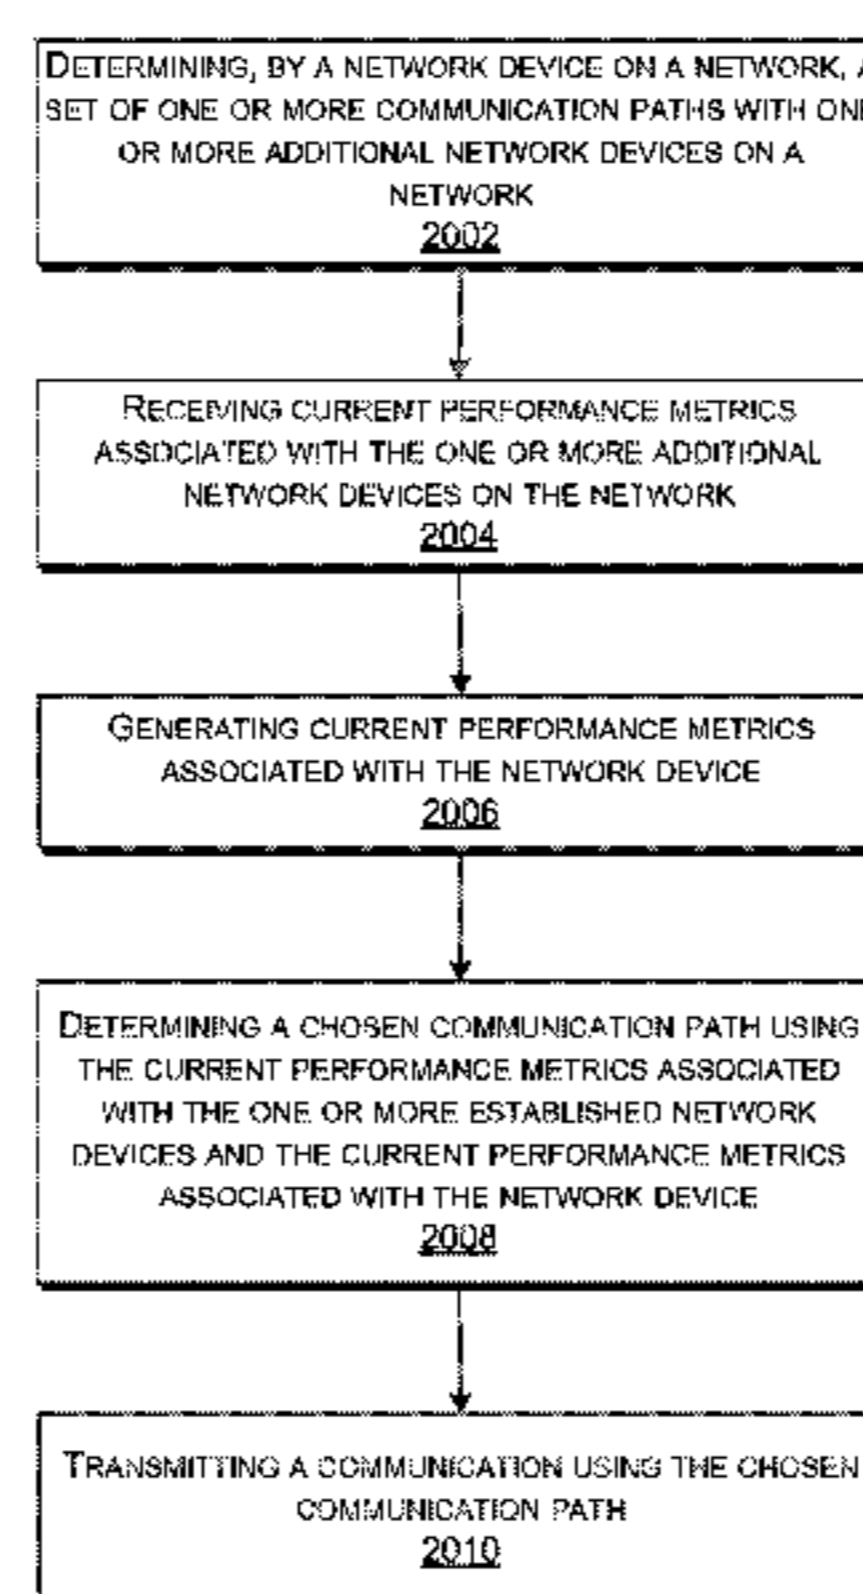 DETERMINING, BY A NETWORK DEVICE ON A NETWORK, A
SET OF ONE OR MORE COMMUNICATION PATHS WITH ONE
OR MORE ADDITIONAL NETWORK DEVICES ON A
NETWORK
2002
RECEIVING CURRENT PERFORMANCE METRICS
ASSOCIATED WITH THE ONE OR MORE ADDITIONAL
NETWORK DEVICES ON THE NETWORK
2004
GENERATING CURRENT PERFORMANCE METRICS
ASSOCIATED WITH THE NETWORK DEVICE
2006
DETERMINING A CHOSEN COMMUNICATION PATH USING
THE CURRENT PERFORMANCE METRICS ASSOCIATED
WITH THE ONE OR MORE ESTABLISHED NETWORK
DEVICES AND THE CURRENT PERFORMANCE METRICS
ASSOCIATED WITH THE NETWORK DEVICE
2008
TRANSMITTING A COMMUNICATION USING THE CHOSEN
COMMUNICATION PATH
2010